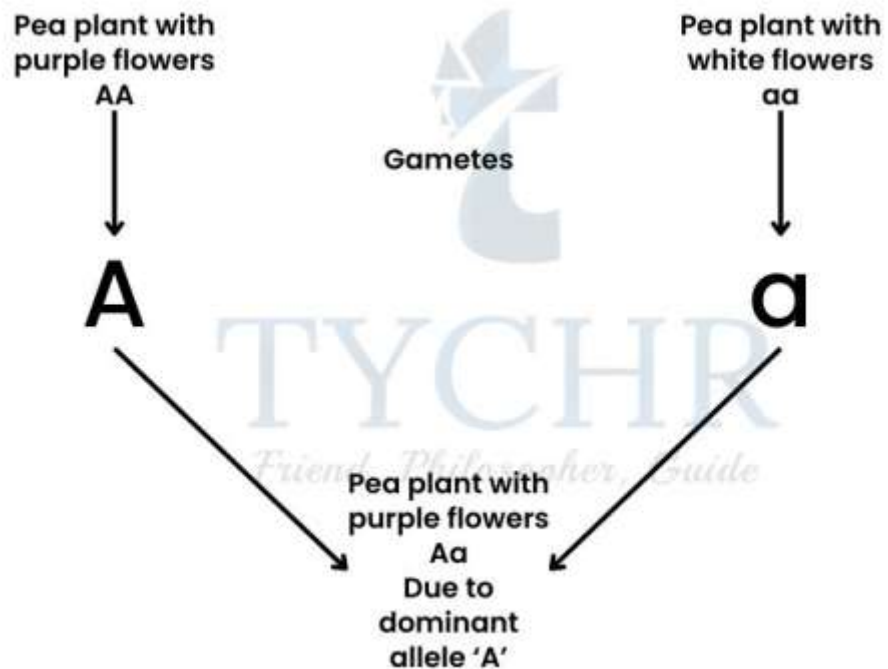 Pea plant with
purple flowers
AA
Pea plant with
white flowers
aa
Gametes
A
a
TYCHR
Friend, Philosopher, Guide
Pea plant with
purple flowers
Aa
Due to
dominant
allele ‘A’